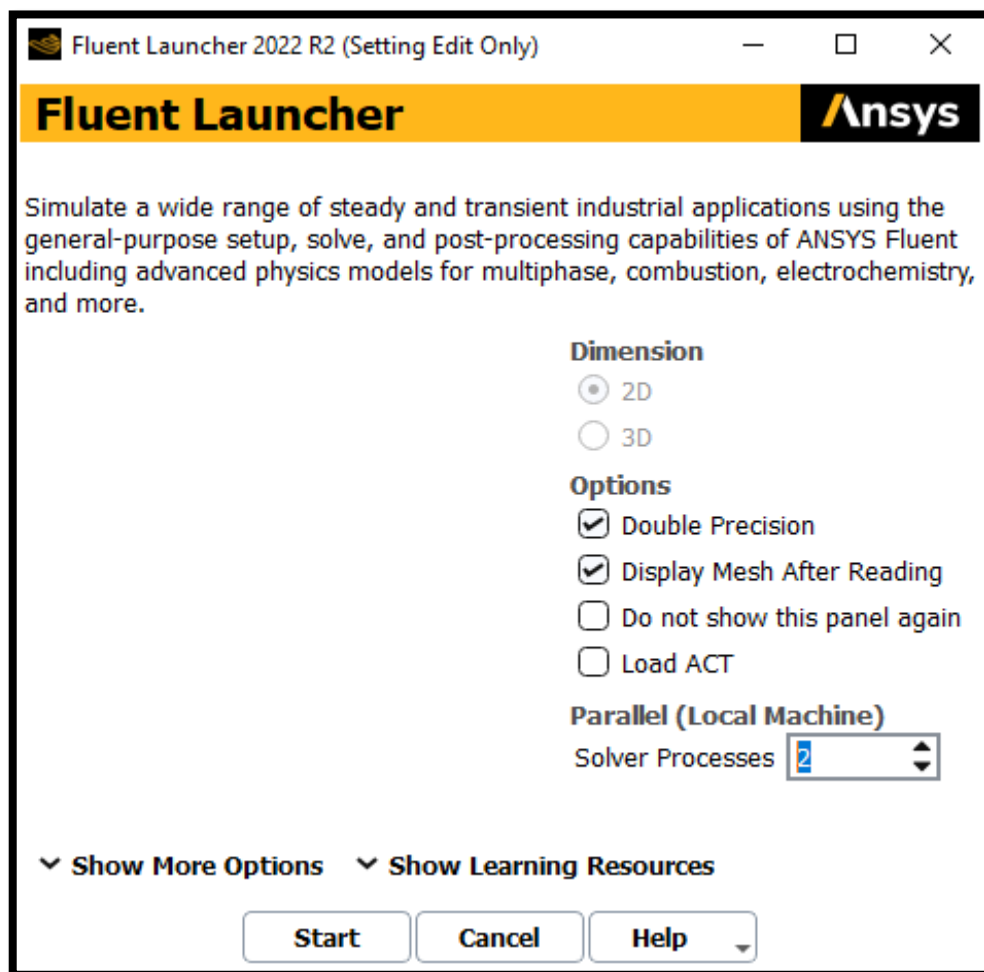 Fluent Launcher 2022 R2 (Setting Edit Only)
Fluent Launcher
Ansys
Simulate a wide range of steady and transient industrial applications using the
general-purpose setup, solve, and post-processing capabilities of ANSYS Fluent
including advanced physics models for multiphase, combustion, electrochemistry,
and more.
Dimension
2D
3D
Options
Double Precision
Display Mesh After Reading
Do not show this panel again
Load ACT
Parallel (Local Machine)
Solver Processes 2
Show More Options Show Learning Resources
Start Cancel Help